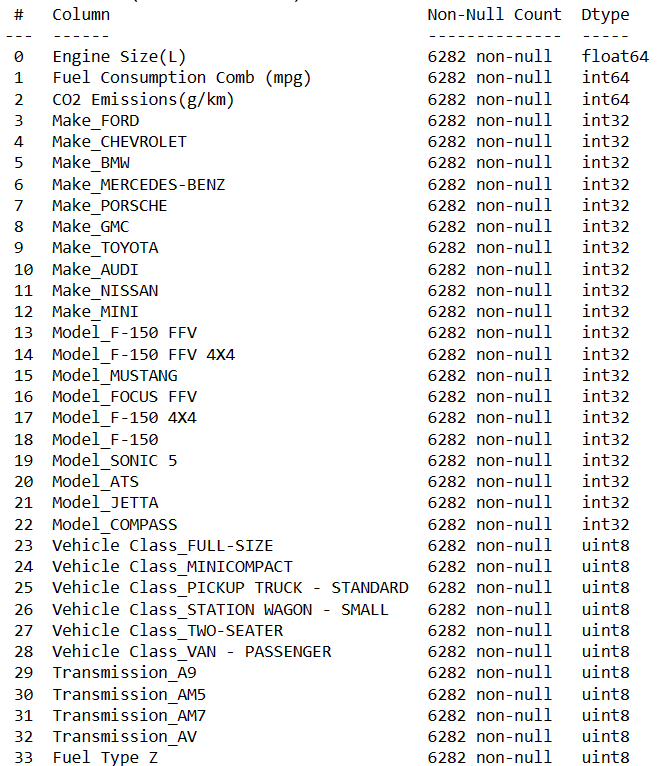 #   Column                                Non-Null Count  Dtype
---  ------                                --------------  -----
0   Engine Size(L)                        6282 non-null   float64
1   Fuel Consumption Comb (mpg)           6282 non-null   int64
2   CO2 Emissions(g/km)                   6282 non-null   int64
3   Make_FORD                             6282 non-null   int32
4   Make_CHEVROLET                        6282 non-null   int32
5   Make_BMW                              6282 non-null   int32
6   Make_MERCEDES-BENZ                    6282 non-null   int32
7   Make_PORSCHE                          6282 non-null   int32
8   Make_GMC                              6282 non-null   int32
9   Make_TOYOTA                           6282 non-null   int32
10  Make_AUDI                             6282 non-null   int32
11  Make_NISSAN                           6282 non-null   int32
12  Make_MINI                             6282 non-null   int32
13  Model_F-150 FFV                       6282 non-null   int32
14  Model_F-150 FFV 4X4                   6282 non-null   int32
15  Model_MUSTANG                         6282 non-null   int32
16  Model_FOCUS FFV                       6282 non-null   int32
17  Model_F-150 4X4                       6282 non-null   int32
18  Model_F-150                           6282 non-null   int32
19  Model_SONIC 5                         6282 non-null   int32
20  Model_ATS                             6282 non-null   int32
21  Model_JETTA                           6282 non-null   int32
22  Model_COMPASS                         6282 non-null   int32
23  Vehicle Class_FULL-SIZE               6282 non-null   uint8
24  Vehicle Class_MINICOMPACT             6282 non-null   uint8
25  Vehicle Class_PICKUP TRUCK - STANDARD 6282 non-null   uint8
26  Vehicle Class_STATION WAGON - SMALL   6282 non-null   uint8
27  Vehicle Class_TWO-SEATER              6282 non-null   uint8
28  Vehicle Class_VAN - PASSENGER         6282 non-null   uint8
29  Transmission_A9                       6282 non-null   uint8
30  Transmission_AM5                      6282 non-null   uint8
31  Transmission_AM7                      6282 non-null   uint8
32  Transmission_AV                       6282 non-null   uint8
33  Fuel Type Z                           6282 non-null   uint8